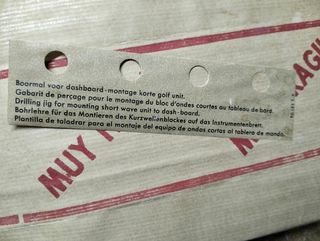 Boormal voor dashboard-montage korte golf unit.
Gabarit de perçage pour le montage du bloc d'ondes courtes au tableau de bord.
Drilling jig for mounting short wave unit to dash-board.
Bohrlehre für das Montieren des Kurzwellenblockes auf das Instrumentenbrett.
Plantilla de taladrar para el montaje del equipo de ondas cortas al tablero de mando.
MUY
FRAGIL